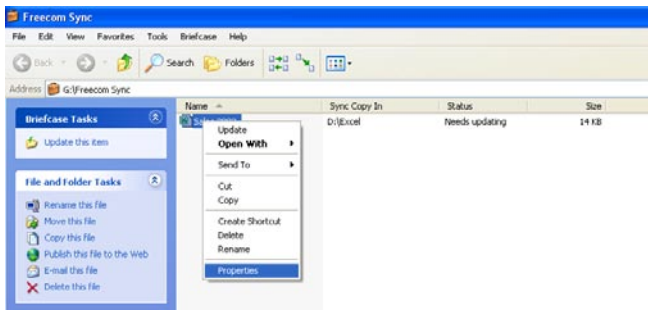 Freecom Sync
File Edit View Favorites Tools Briefcase Help
Back Search Folders
Address G:\Freecom Sync
Name Sync Copy In Status Size
Briefcase Tasks
Update this item
D:\Excel Needs updating 14 KB
Update
Open With
Send To
Cut
Copy
Create Shortcut
Delete
Rename
Properties
File and Folder Tasks
Rename this file
Move this file
Copy this file
Publish this file to the Web
E-mail this file
Delete this file